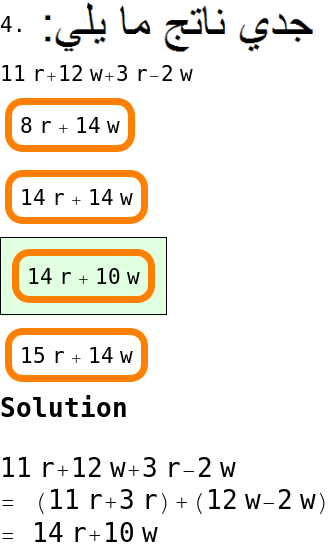 4. جدي ناتج ما يلي:
11 r+12 w+3 r−2 w
8 r + 14 w
14 r + 14 w
14 r + 10 w
15 r + 14 w
Solution
11 r+12 w+3 r−2 w
= (11 r+3 r)+(12 w−2 w)
= 14 r+10 w